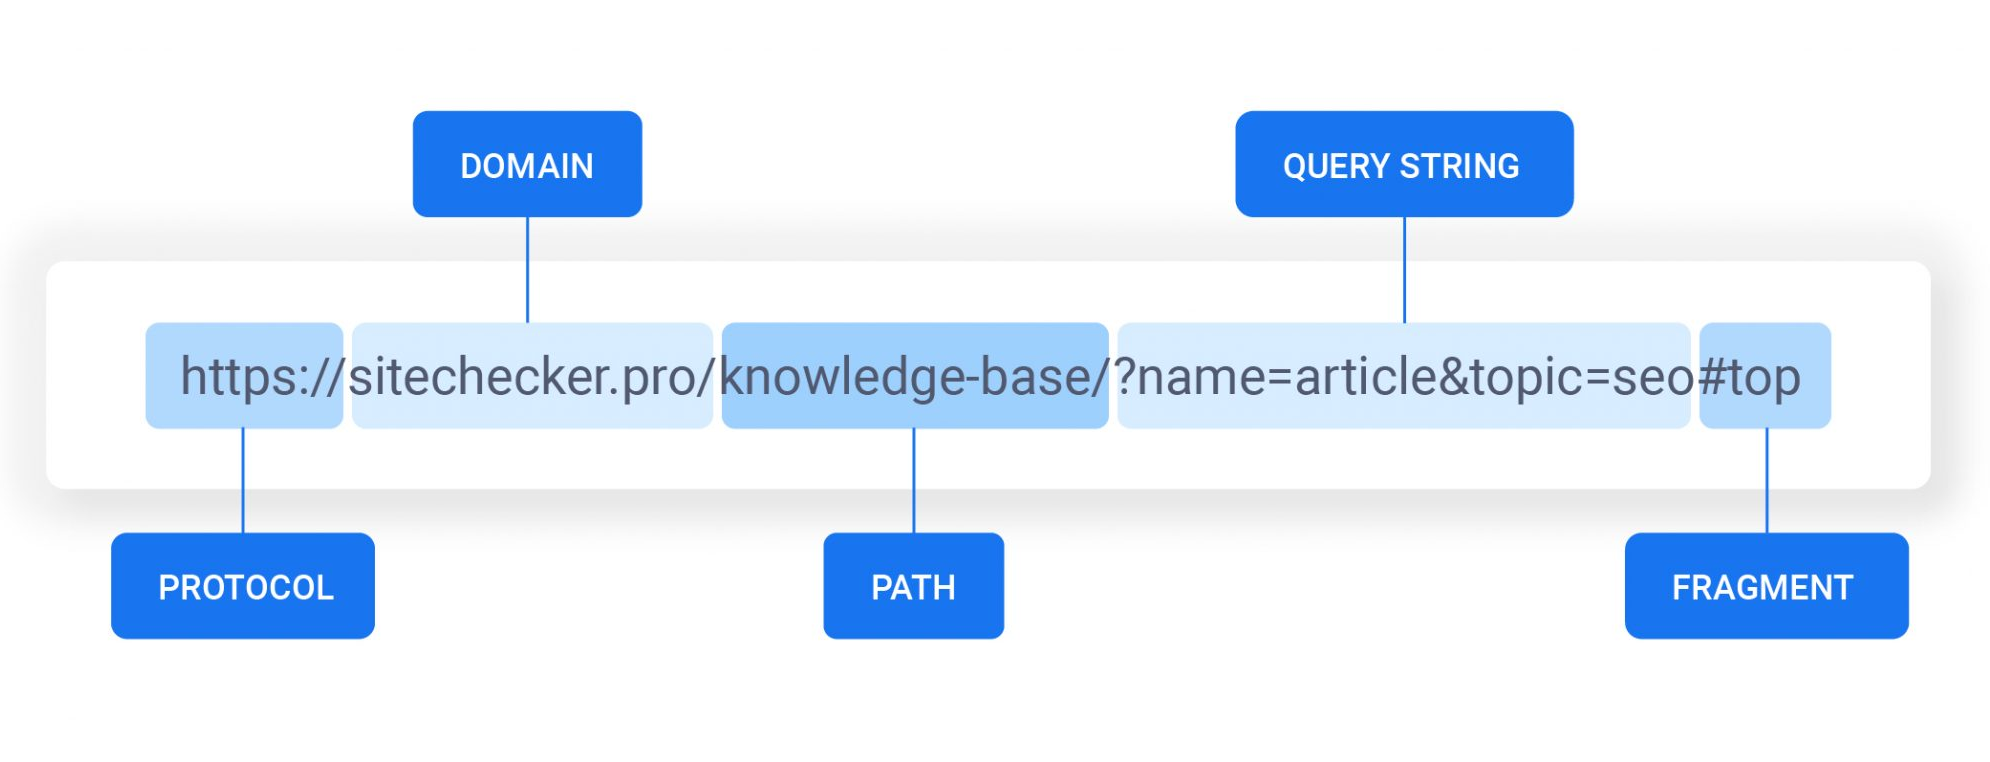 DOMAIN QUERY STRING
https://sitechecker.pro/knowledge-base/?name=article&topic=seo#top
PROTOCOL PATH FRAGMENT